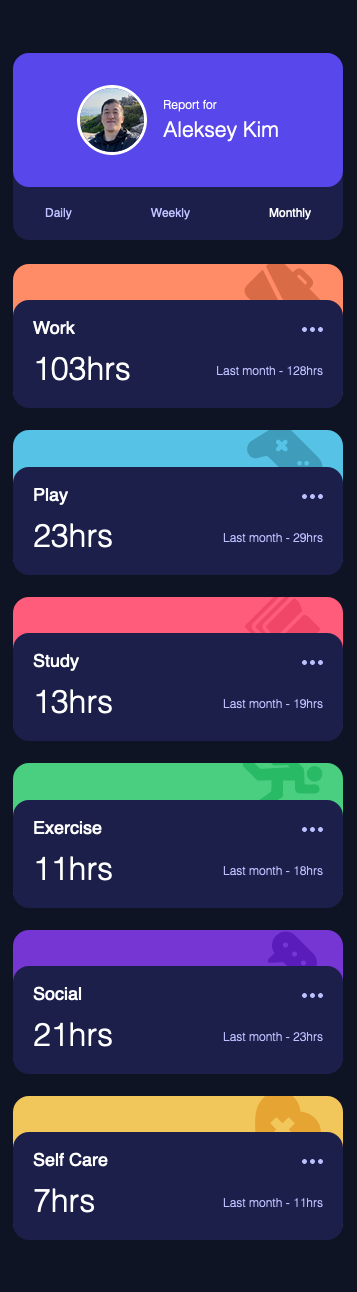 Report for
Aleksey Kim
Daily Weekly Monthly
Work
103hrs Last month - 128hrs
Play
23hrs Last month - 29hrs
Study
13hrs Last month - 19hrs
Exercise
11hrs Last month - 18hrs
Social
21hrs Last month - 23hrs
Self Care
7hrs Last month - 11hrs